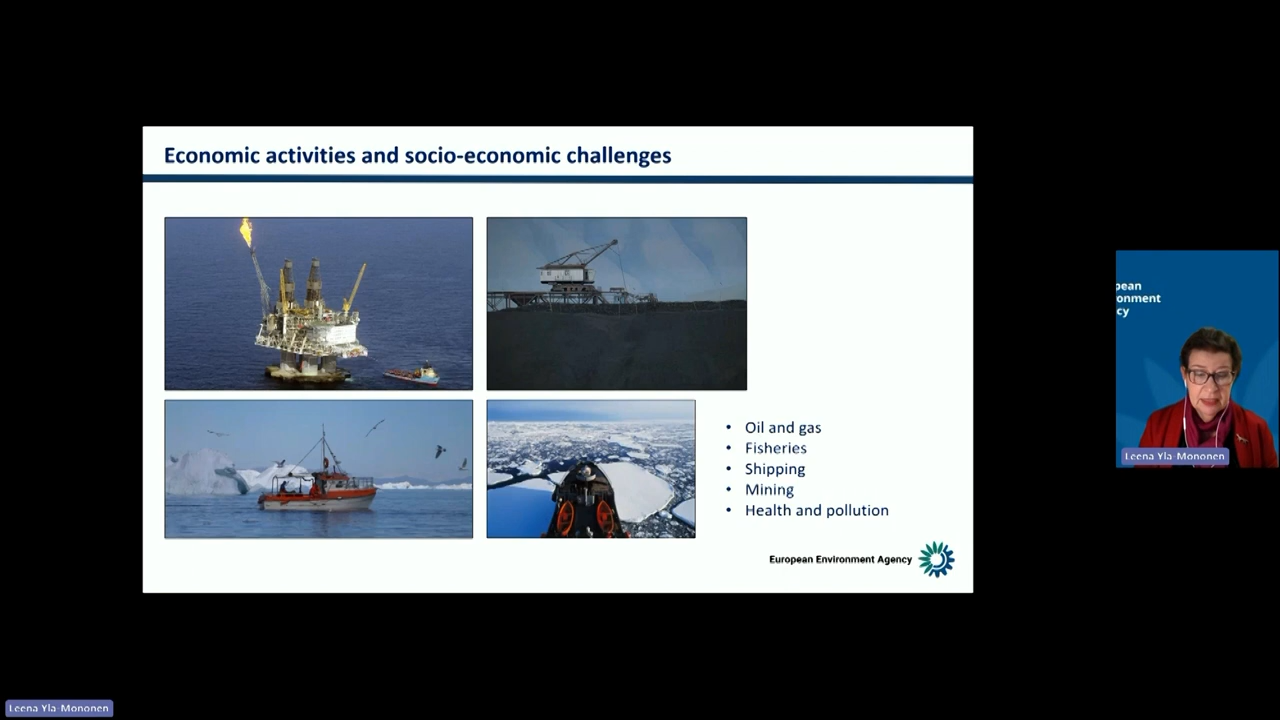 Economic activities and socio-economic challenges
• Oil and gas
• Fisheries
• Shipping
• Mining
• Health and pollution
European Environment Agency
pean
onment
cy
Leena Yla-Mononen
Leena Yla-Mononen